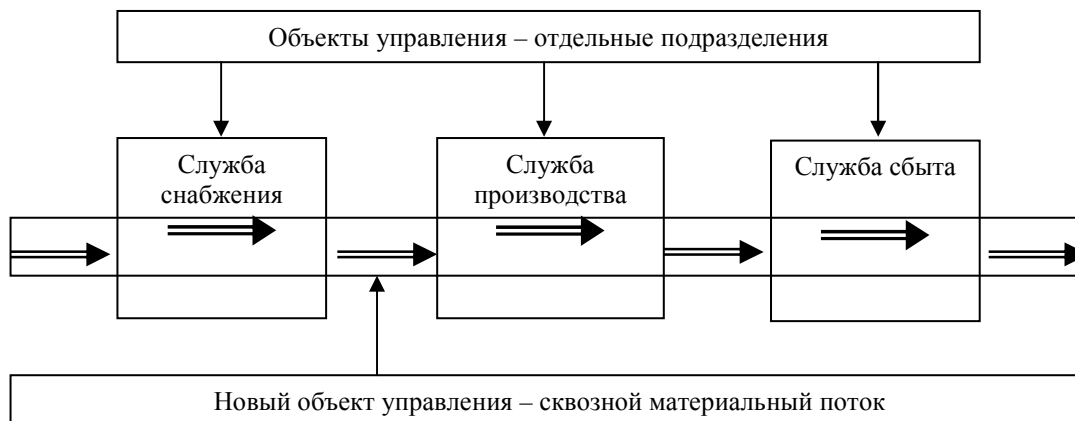 Объекты управления – отдельные подразделения
Служба
снабжения
Служба
производства
Служба сбыта
Новый объект управления – сквозной материальный поток